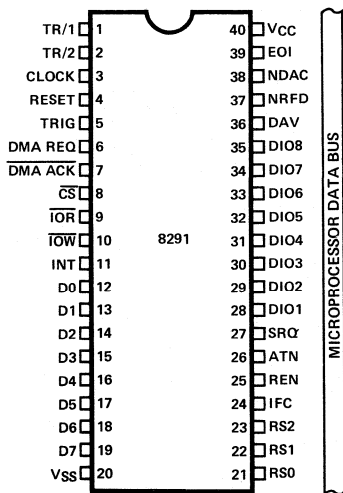 TR/1 1 40 VCC
TR/2 2 39 EOI
CLOCK 3 38 NDAC
RESET 4 37 NRFD
TRIG 5 36 DAV
DMA REQ 6 35 DIO8
DMA ACK 7 34 DIO7
CS 8 33 DIO6
IOR 9 32 DIO5
IOW 10 8291 31 DIO4
INT 11 30 DIO3
D0 12 29 DIO2
D1 13 28 DIO1
D2 14 27 SRQ
D3 15 26 ATN
D4 16 25 REN
D5 17 24 IFC
D6 18 23 RS2
D7 19 22 RS1
VSS 20 21 RS0
MICROPROCESSOR DATA BUS